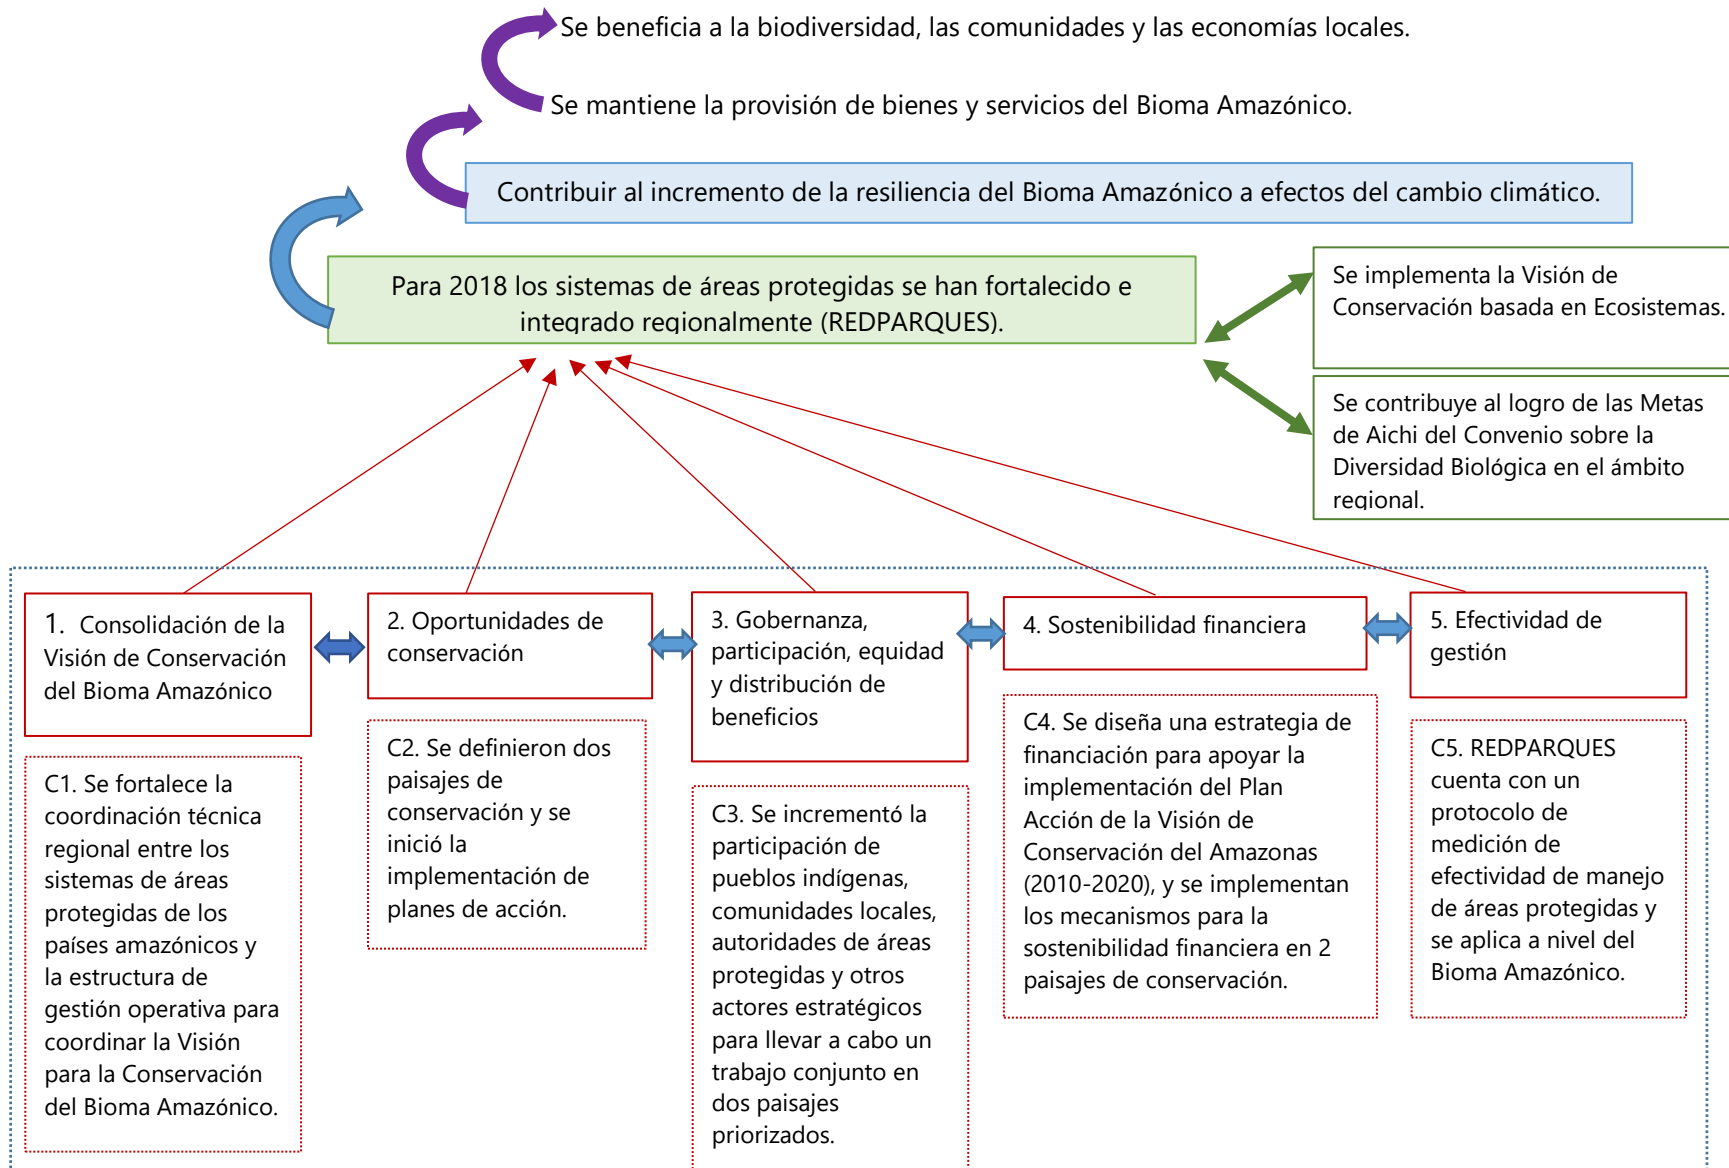 Se beneficia a la biodiversidad, las comunidades y las economías locales.
Se mantiene la provisión de bienes y servicios del Bioma Amazónico.
Contribuir al incremento de la resiliencia del Bioma Amazónico a efectos del cambio climático.
Para 2018 los sistemas de áreas protegidas se han fortalecido e
integrado regionalmente (REDPARQUES).
Se implementa la Visión de
Conservación basada en Ecosistemas.
Se contribuye al logro de las Metas
de Aichi del Convenio sobre la
Diversidad Biológica en el ámbito
regional.
1. Consolidación de la
Visión de Conservación
del Bioma Amazónico
2. Oportunidades de
conservación
3. Gobernanza,
participación, equidad
y distribución de
beneficios
4. Sostenibilidad financiera
5. Efectividad de
gestión
C1. Se fortalece la
coordinación técnica
regional entre los
sistemas de áreas
protegidas de los
países amazónicos y
la estructura de
gestión operativa para
coordinar la Visión
para la Conservación
del Bioma Amazónico.
C2. Se definieron dos
paisajes de
conservación y se
inició la
implementación de
planes de acción.
C3. Se incrementó la
participación de
pueblos indígenas,
comunidades locales,
autoridades de áreas
protegidas y otros
actores estratégicos
para llevar a cabo un
trabajo conjunto en
dos paisajes
priorizados.
C4. Se diseña una estrategia de
financiación para apoyar la
implementación del Plan
Acción de la Visión de
Conservación del Amazonas
(2010-2020), y se implementan
los mecanismos para la
sostenibilidad financiera en 2
paisajes de conservación.
C5. REDPARQUES
cuenta con un
protocolo de
medición de
efectividad de manejo
de áreas protegidas y
se aplica a nivel del
Bioma Amazónico.